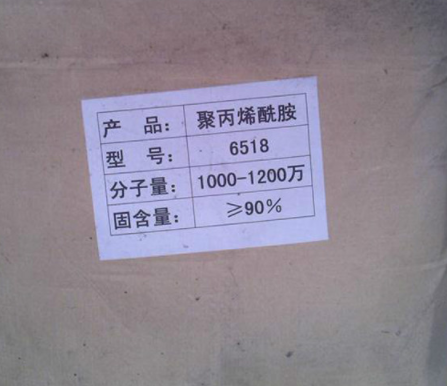 产 品： 聚丙烯酰胺
型 号： 6518
分子量： 1000-1200万
固含量： ≥90%